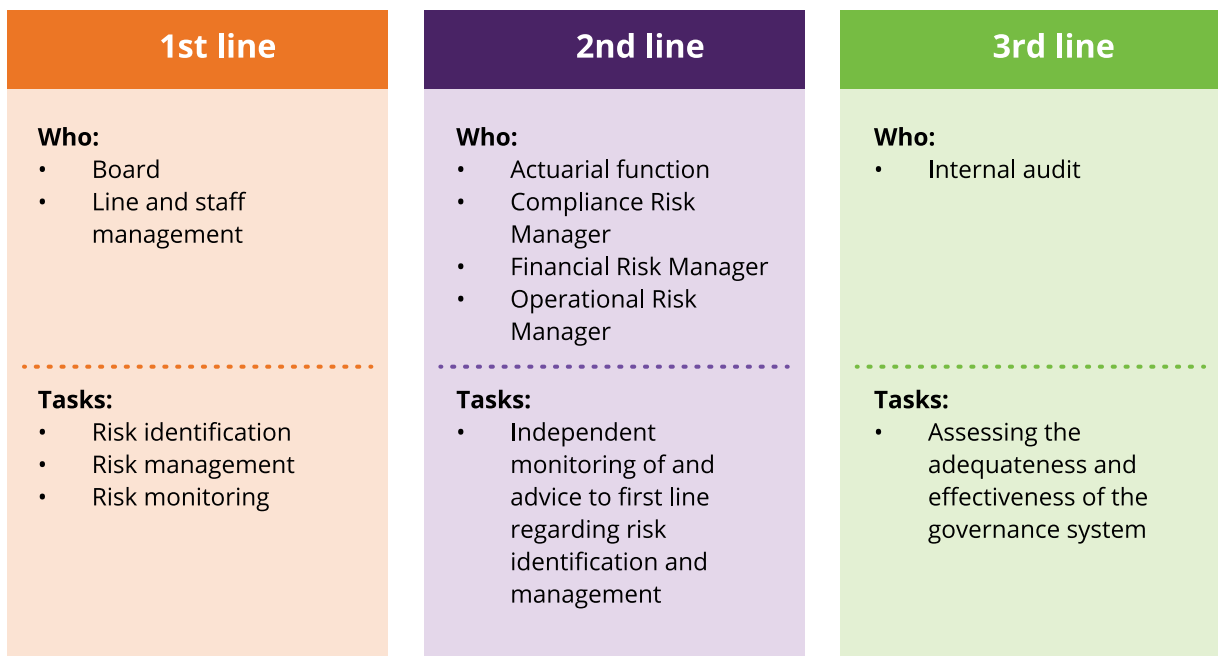 1st line
Who:
• Board
• Line and staff
management
Tasks:
• Risk identification
• Risk management
• Risk monitoring
2nd line
Who:
• Actuarial function
• Compliance Risk
Manager
• Financial Risk Manager
• Operational Risk
Manager
Tasks:
• Independent
monitoring of and
advice to first line
regarding risk
identification and
management
3rd line
Who:
• Internal audit
Tasks:
• Assessing the
adequateness and
effectiveness of the
governance system